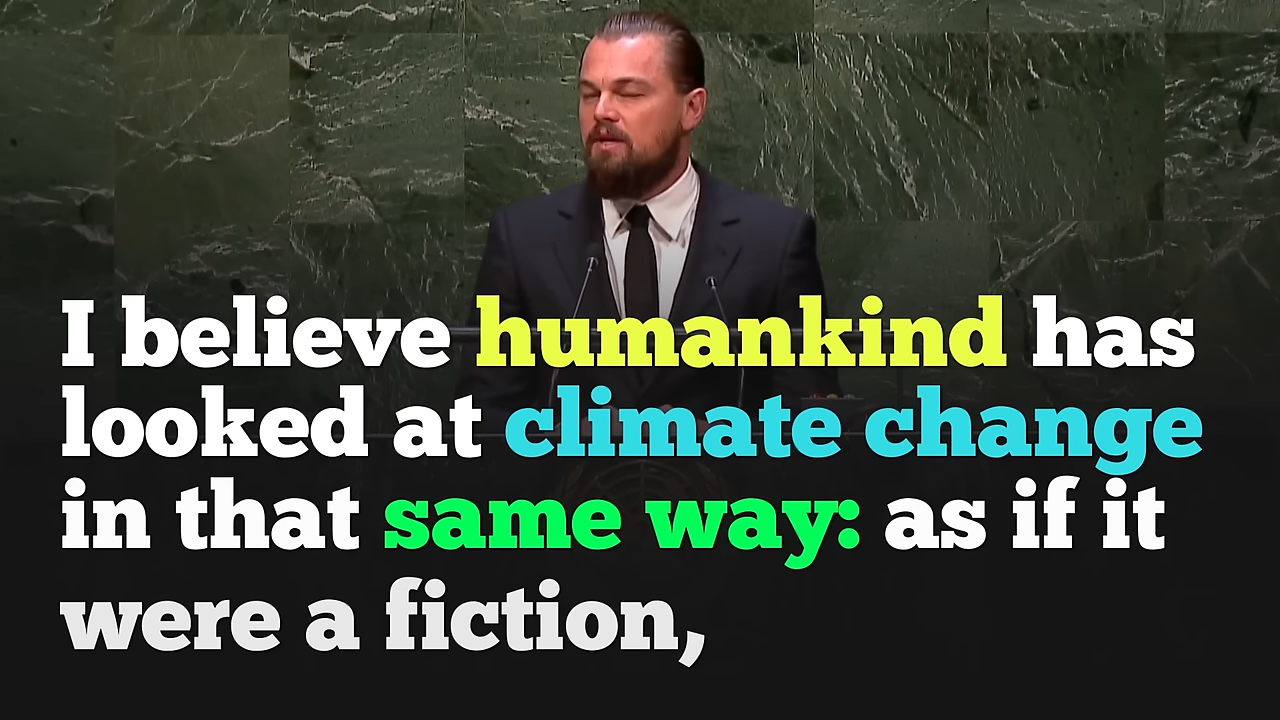 I believe humankind has
looked at climate change
in that same way: as if it
were a fiction,